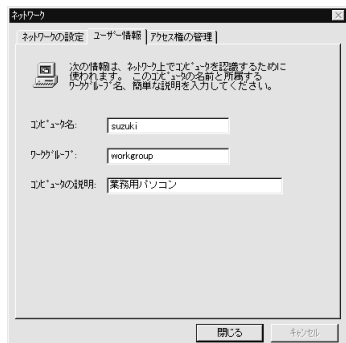 ネットワーク
ネットワークの設定 ユーザー情報 アクセス権の管理
次の情報は、ネットワーク上でコンピュータを認識するために
使われます。 このコンピュータの名前と所属する
ワークグループ名、簡単な説明を入力してください。
コンピュータ名: suzuki
ワークグループ: workgroup
コンピュータの説明: 業務用パソコン
閉じる キャンセル